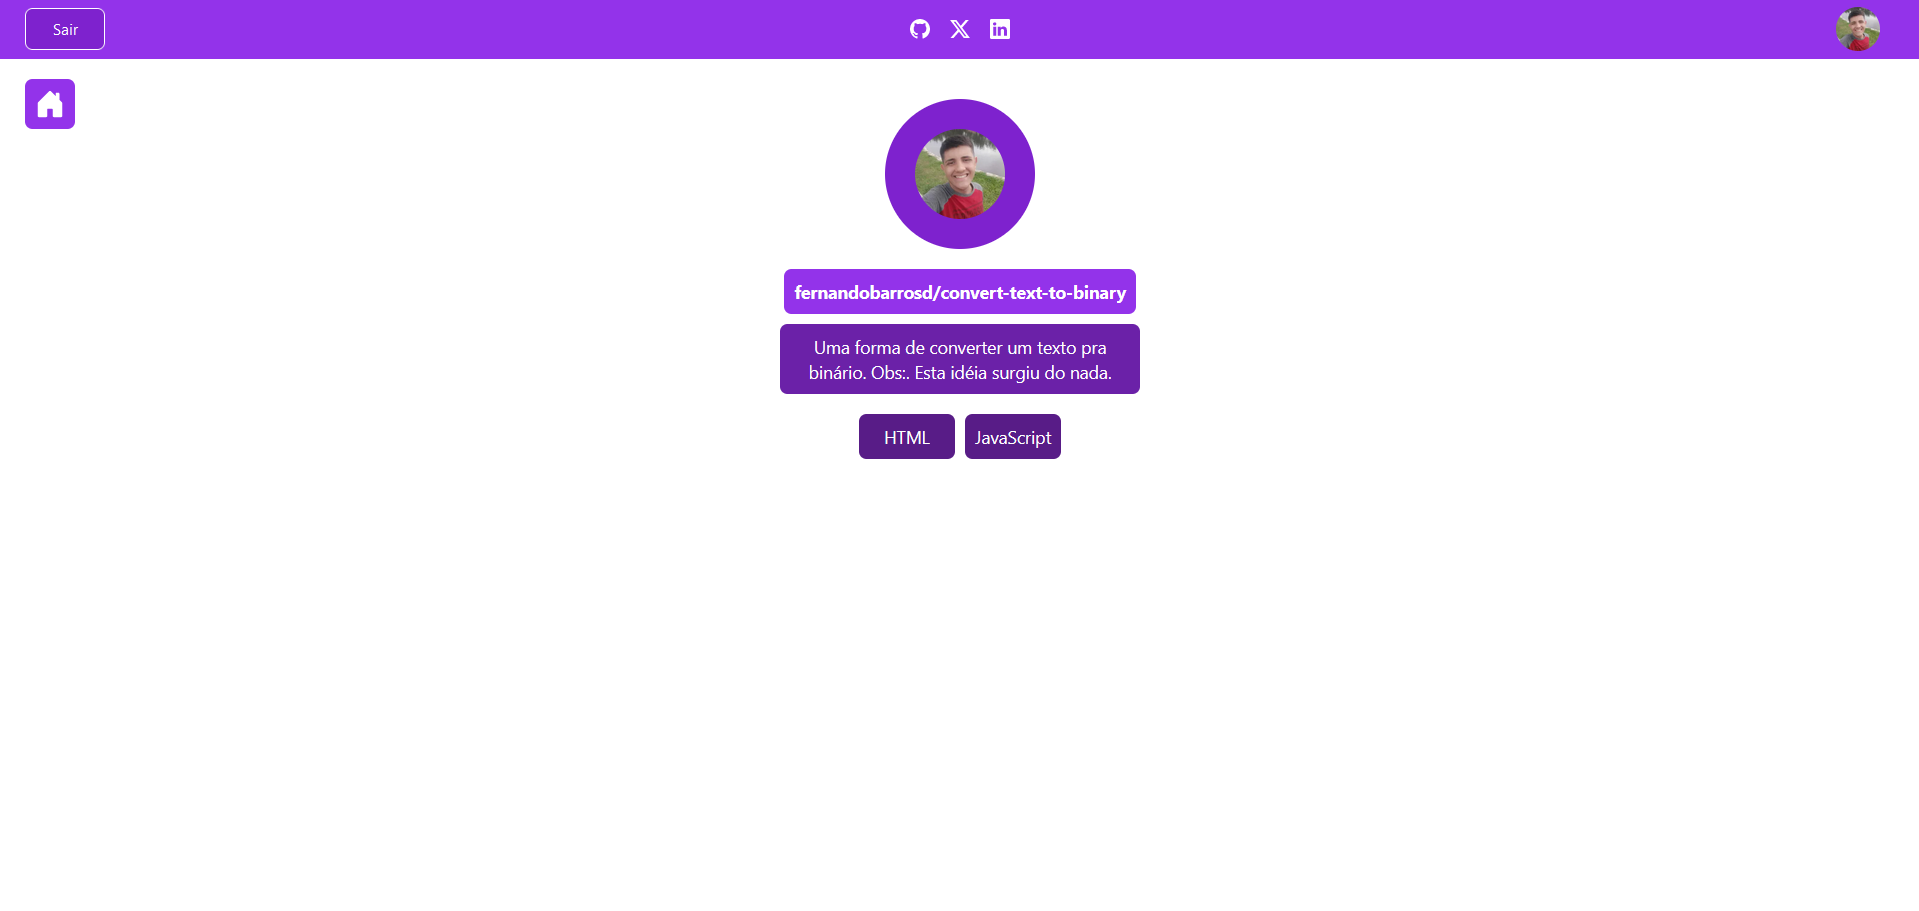 Sair
fernandobarrosd/convert-text-to-binary
Uma forma de converter um texto pra
binário. Obs:. Esta idéia surgiu do nada.
HTML
JavaScript